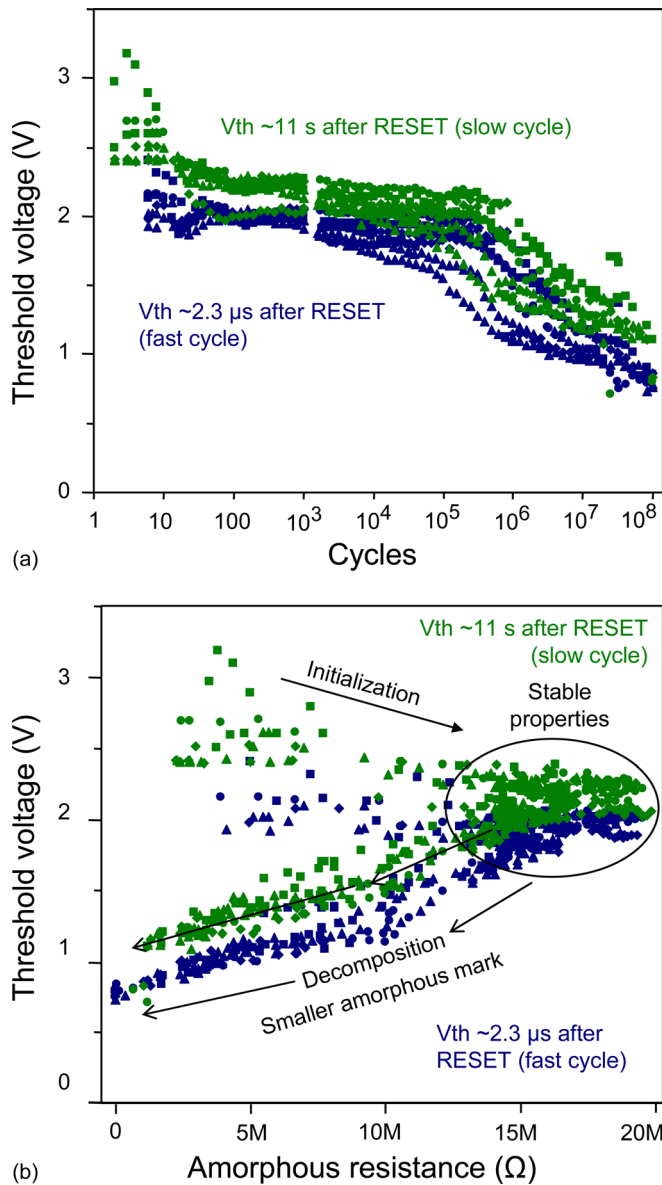 3
Vth ~11 s after RESET (slow cycle)
2
Vth ~2.3 µs after RESET
(fast cycle)
1
0
Threshold voltage (V)
1 10 100 10³ 10⁴ 10⁵ 10⁶ 10⁷ 10⁸
(a)
Cycles
Vth ~11 s after RESET
(slow cycle)
3
Initialization
Stable
properties
2
1
Decomposition
Smaller amorphous mark
Vth ~2.3 µs after
RESET (fast cycle)
0
Threshold voltage (V)
0 5M 10M 15M 20M
(b)
Amorphous resistance (Ω)